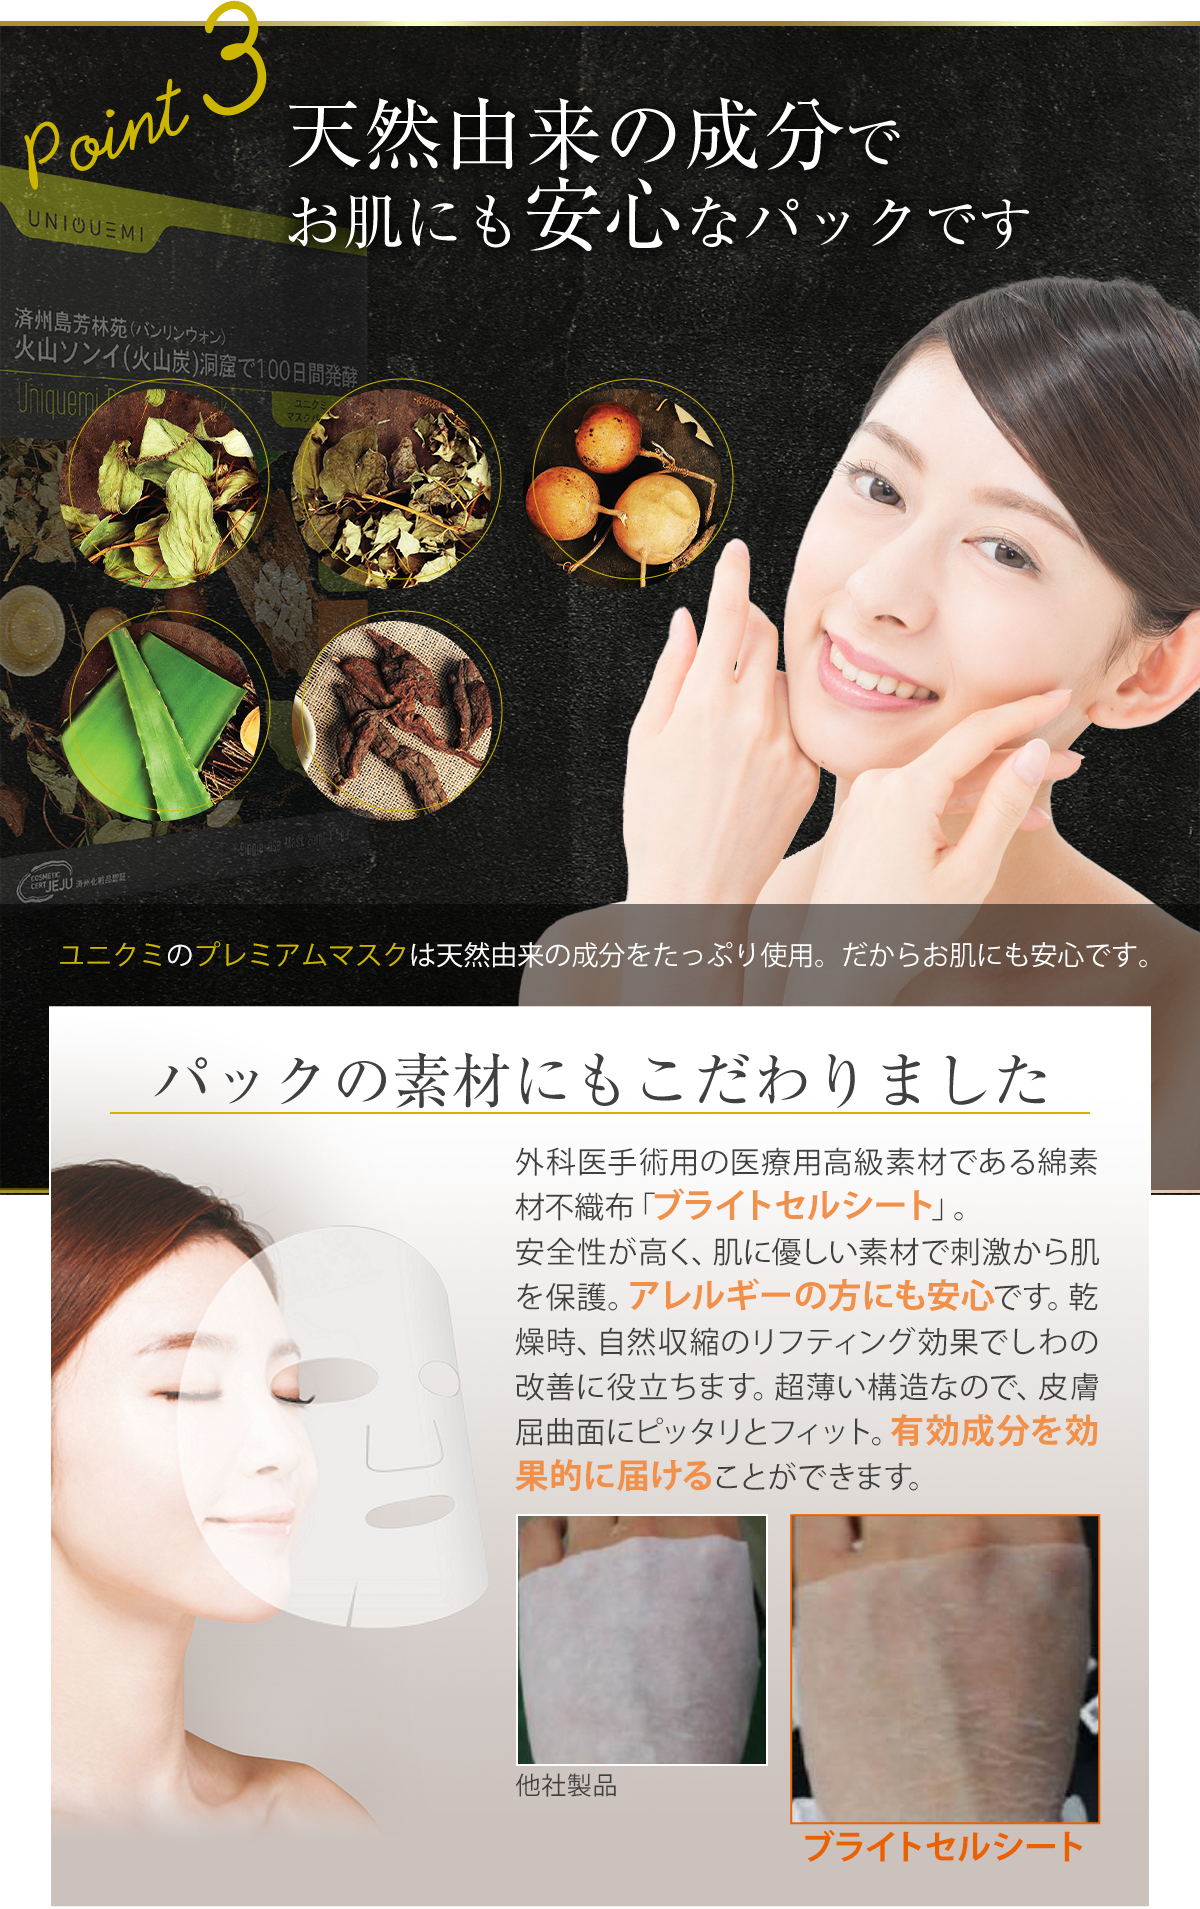 Point 3
天然由来の成分で
お肌にも安心なパックです
UNIQUEMI
済州島芳林苑(バンリンウォン)
火山ソンイ(火山炭)洞窟で100日間発酵
Uniquemi
COSMETIC
CERT JEJU 済州化粧品認証
ユニクミのプレミアムマスクは天然由来の成分をたっぷり使用。だからお肌にも安心です。
パックの素材にもこだわりました
外科医手術用の医療用高級素材である綿素
材不織布「ブライトセルシート」。
安全性が高く、肌に優しい素材で刺激から肌
を保護。アレルギーの方にも安心です。乾
燥時、自然収縮のリフティング効果でしわの
改善に役立ちます。超薄い構造なので、皮膚
屈曲面にピッタリとフィット。有効成分を効
果的に届けることができます。
他社製品
ブライトセルシート